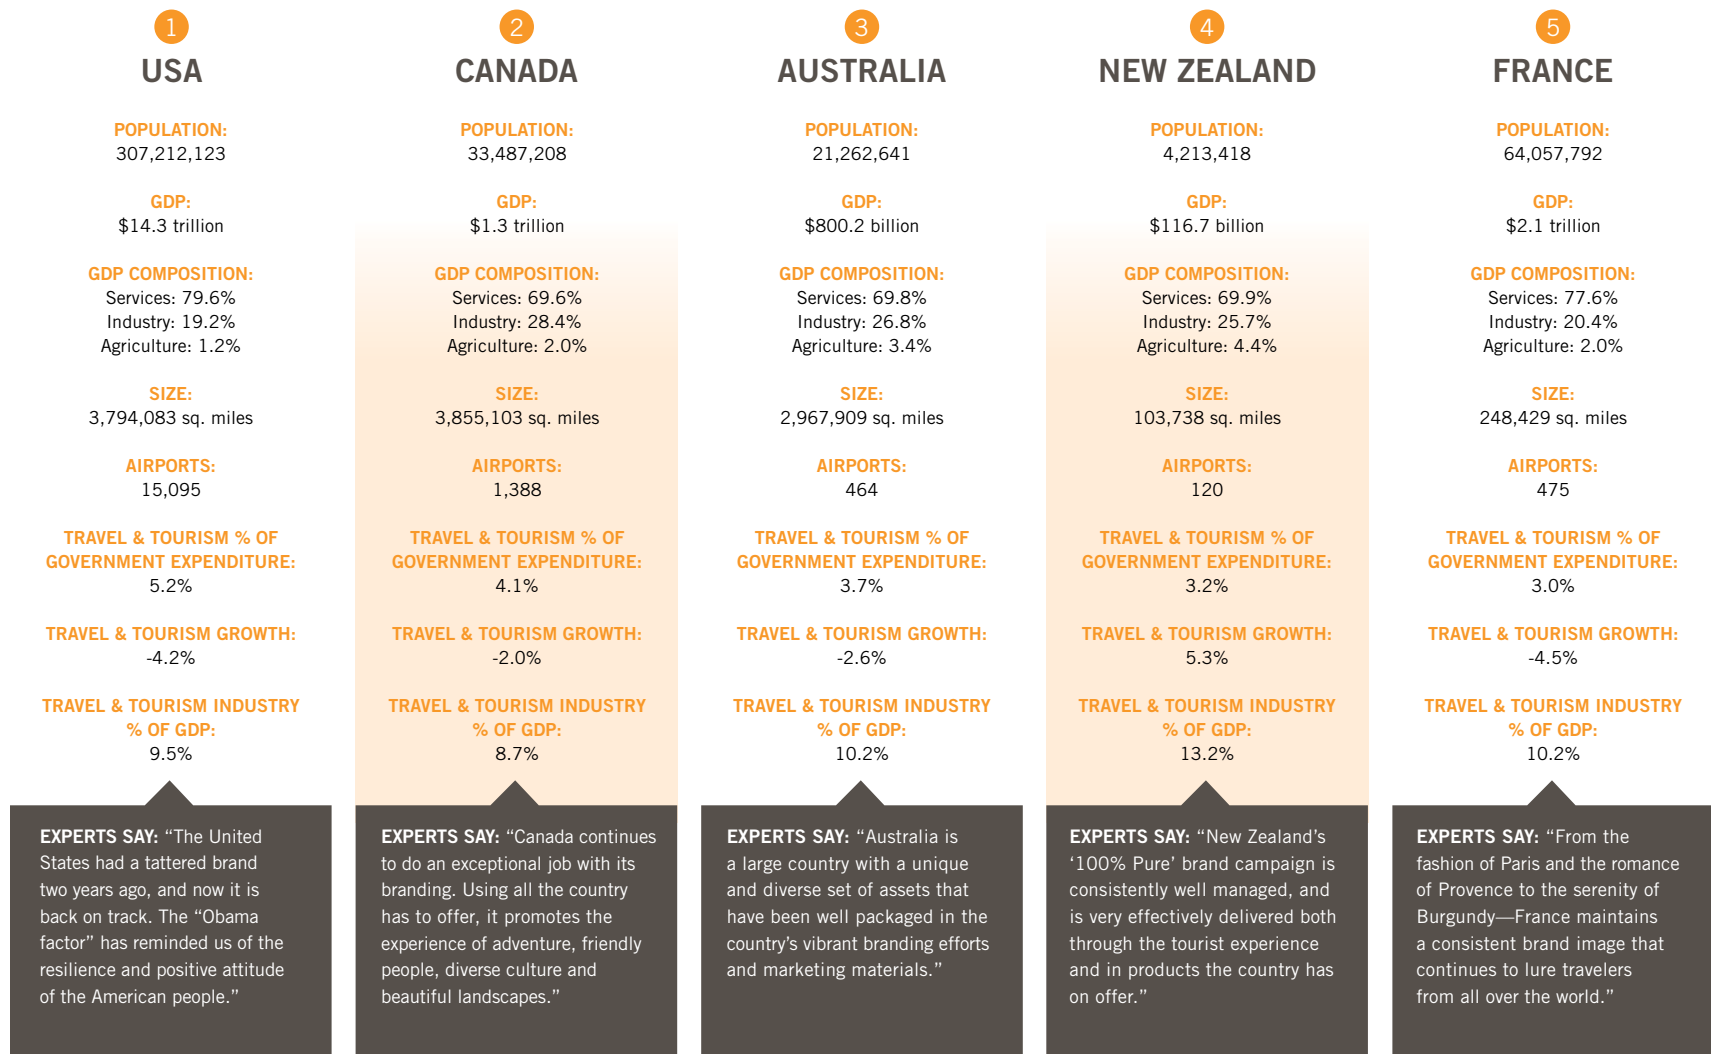 1
USA
POPULATION:
307,212,123
GDP:
$14.3 trillion
GDP COMPOSITION:
Services: 79.6%
Industry: 19.2%
Agriculture: 1.2%
SIZE:
3,794,083 sq. miles
AIRPORTS:
15,095
TRAVEL & TOURISM % OF
GOVERNMENT EXPENDITURE:
5.2%
TRAVEL & TOURISM GROWTH:
-4.2%
TRAVEL & TOURISM INDUSTRY
% OF GDP:
9.5%
EXPERTS SAY: “The United
States had a tattered brand
two years ago, and now it is
back on track. The “Obama
factor” has reminded us of the
resilience and positive attitude
of the American people.”
2
CANADA
POPULATION:
33,487,208
GDP:
$1.3 trillion
GDP COMPOSITION:
Services: 69.6%
Industry: 28.4%
Agriculture: 2.0%
SIZE:
3,855,103 sq. miles
AIRPORTS:
1,388
TRAVEL & TOURISM % OF
GOVERNMENT EXPENDITURE:
4.1%
TRAVEL & TOURISM GROWTH:
-2.0%
TRAVEL & TOURISM INDUSTRY
% OF GDP:
8.7%
EXPERTS SAY: “Canada continues
to do an exceptional job with its
branding. Using all the country
has to offer, it promotes the
experience of adventure, friendly
people, diverse culture and
beautiful landscapes.”
3
AUSTRALIA
POPULATION:
21,262,641
GDP:
$800.2 billion
GDP COMPOSITION:
Services: 69.8%
Industry: 26.8%
Agriculture: 3.4%
SIZE:
2,967,909 sq. miles
AIRPORTS:
464
TRAVEL & TOURISM % OF
GOVERNMENT EXPENDITURE:
3.7%
TRAVEL & TOURISM GROWTH:
-2.6%
TRAVEL & TOURISM INDUSTRY
% OF GDP:
10.2%
EXPERTS SAY: “Australia is
a large country with a unique
and diverse set of assets that
have been well packaged in the
country’s vibrant branding efforts
and marketing materials.”
4
NEW ZEALAND
POPULATION:
4,213,418
GDP:
$116.7 billion
GDP COMPOSITION:
Services: 69.9%
Industry: 25.7%
Agriculture: 4.4%
SIZE:
103,738 sq. miles
AIRPORTS:
120
TRAVEL & TOURISM % OF
GOVERNMENT EXPENDITURE:
3.2%
TRAVEL & TOURISM GROWTH:
5.3%
TRAVEL & TOURISM INDUSTRY
% OF GDP:
13.2%
EXPERTS SAY: “New Zealand’s
‘100% Pure’ brand campaign is
consistently well managed, and
is very effectively delivered both
through the tourist experience
and in products the country has
on offer.”
5
FRANCE
POPULATION:
64,057,792
GDP:
$2.1 trillion
GDP COMPOSITION:
Services: 77.6%
Industry: 20.4%
Agriculture: 2.0%
SIZE:
248,429 sq. miles
AIRPORTS:
475
TRAVEL & TOURISM % OF
GOVERNMENT EXPENDITURE:
3.0%
TRAVEL & TOURISM GROWTH:
-4.5%
TRAVEL & TOURISM INDUSTRY
% OF GDP:
10.2%
EXPERTS SAY: “From the
fashion of Paris and the romance
of Provence to the serenity of
Burgundy—France maintains
a consistent brand image that
continues to lure travelers
from all over the world.”